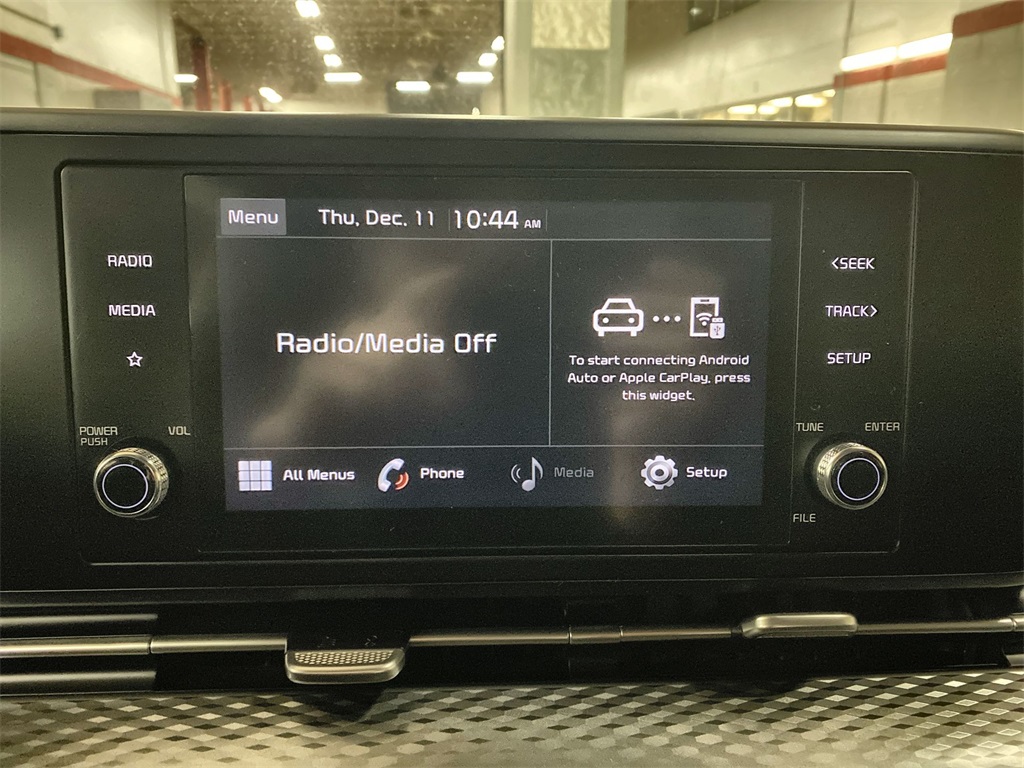 Menu Thu, Dec. 11 10:44 AM
RADIO
MEDIA
POWER
PUSH
VOL
Radio/Media Off
To start connecting Android
Auto or Apple CarPlay, press
this widget.
All Menus Phone Media Setup
<SEEK
TRACK>
SETUP
TUNE ENTER
FILE